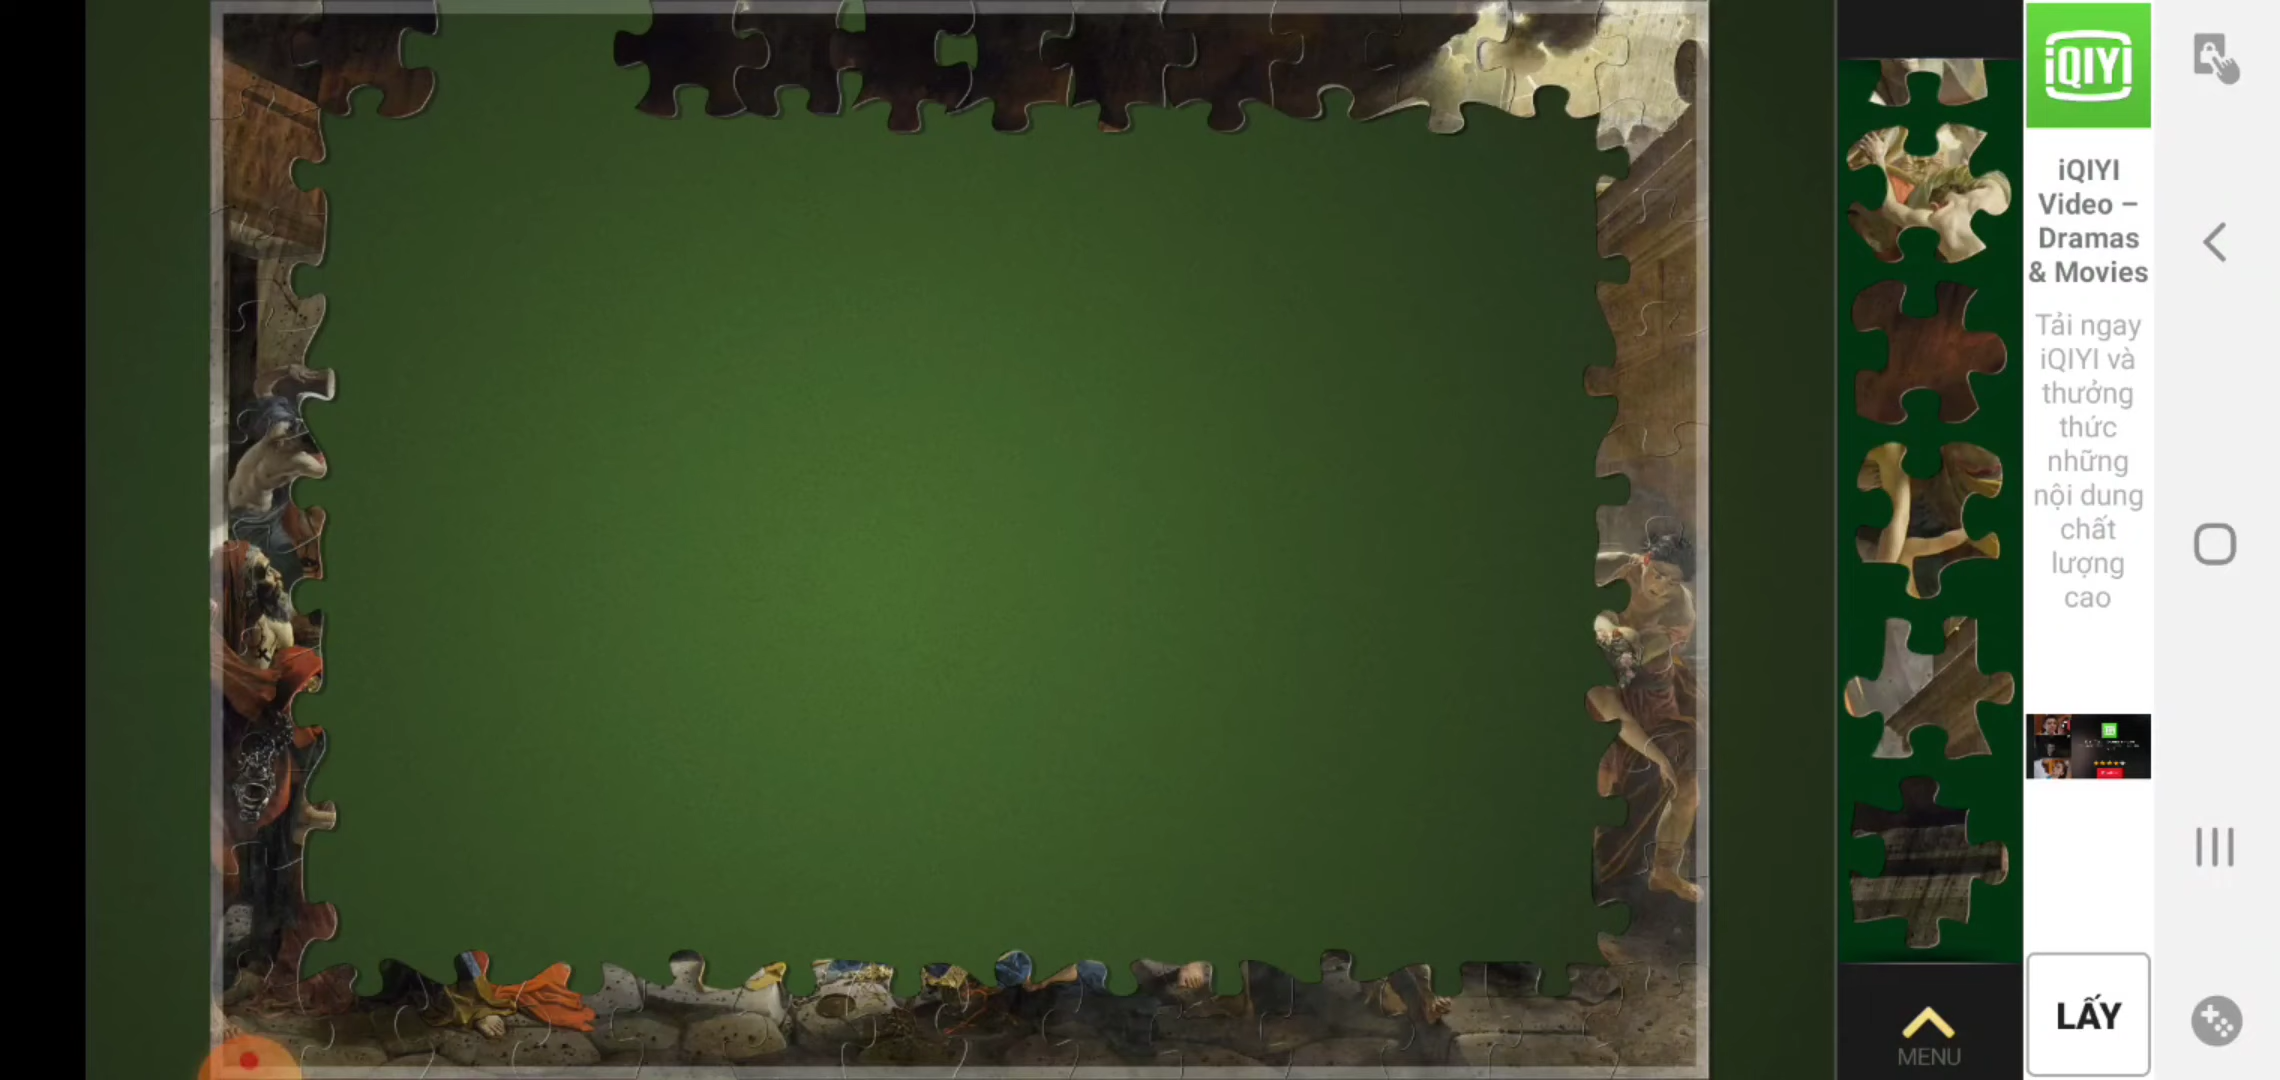 iQIYI
iQIYI
Video –
Dramas
& Movies
Tải ngay
iQIYI và
thưởng
thức
những
nội dung
chất
lượng
cao
LẤY
MENU